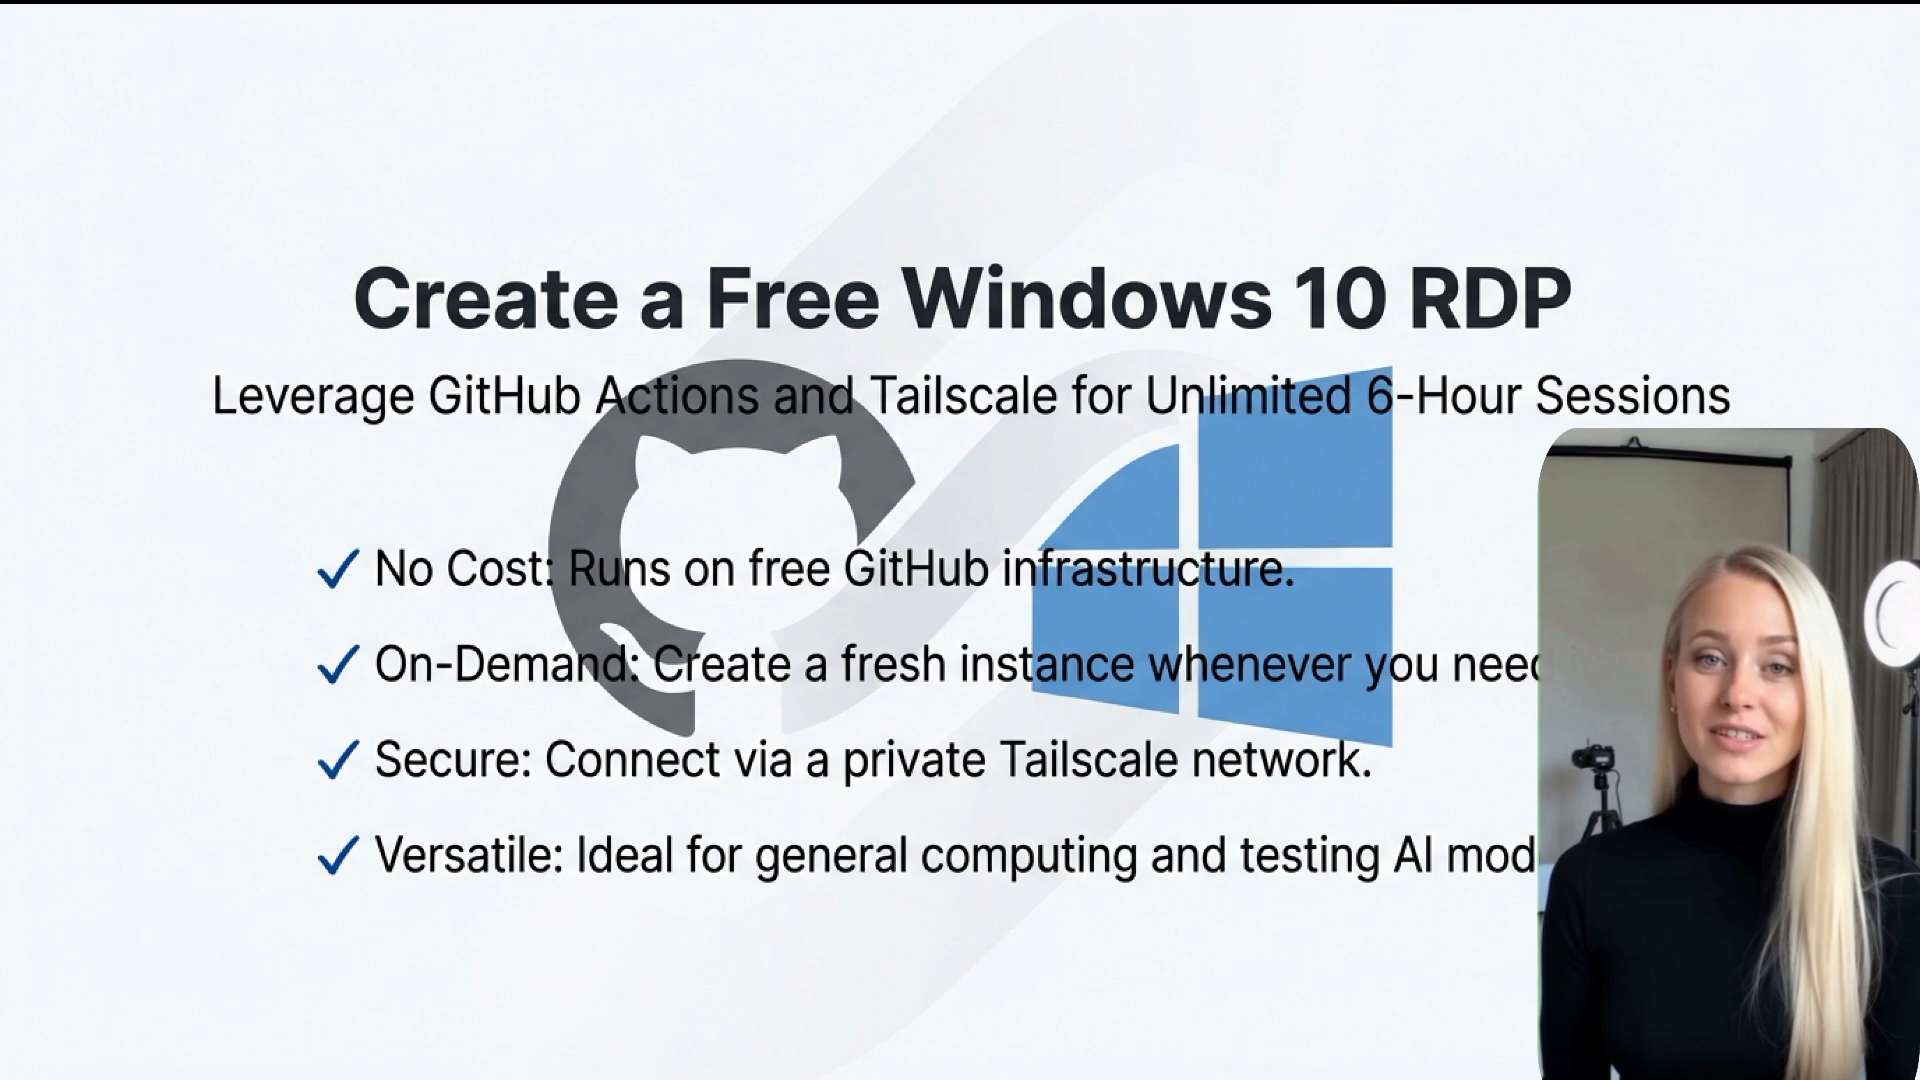 Create a Free Windows 10 RDP
Leverage GitHub Actions and Tailscale for Unlimited 6-Hour Sessions
✓ No Cost: Runs on free GitHub infrastructure.
✓ On-Demand: Create a fresh instance whenever you need
✓ Secure: Connect via a private Tailscale network.
✓ Versatile: Ideal for general computing and testing AI mod